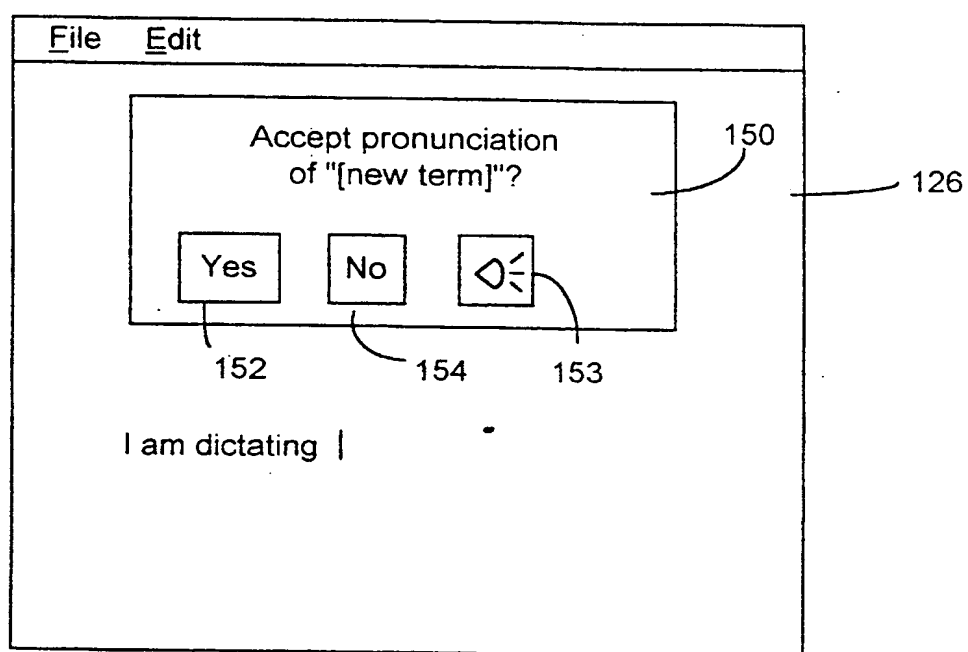 File Edit
Accept pronunciation
of "[new term]"?
150
126
Yes No
152 154 153
I am dictating |